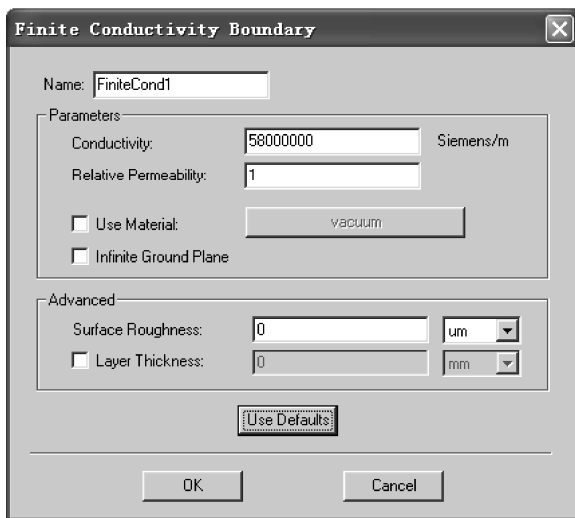 Finite Conductivity Boundary
Name: FiniteCond1
Parameters
Conductivity: 58000000 Siemens/m
Relative Permeability: 1
Use Material: vacuum
Infinite Ground Plane
Advanced
Surface Roughness: 0 um
Layer Thickness: 0 mm
Use Defaults
OK Cancel